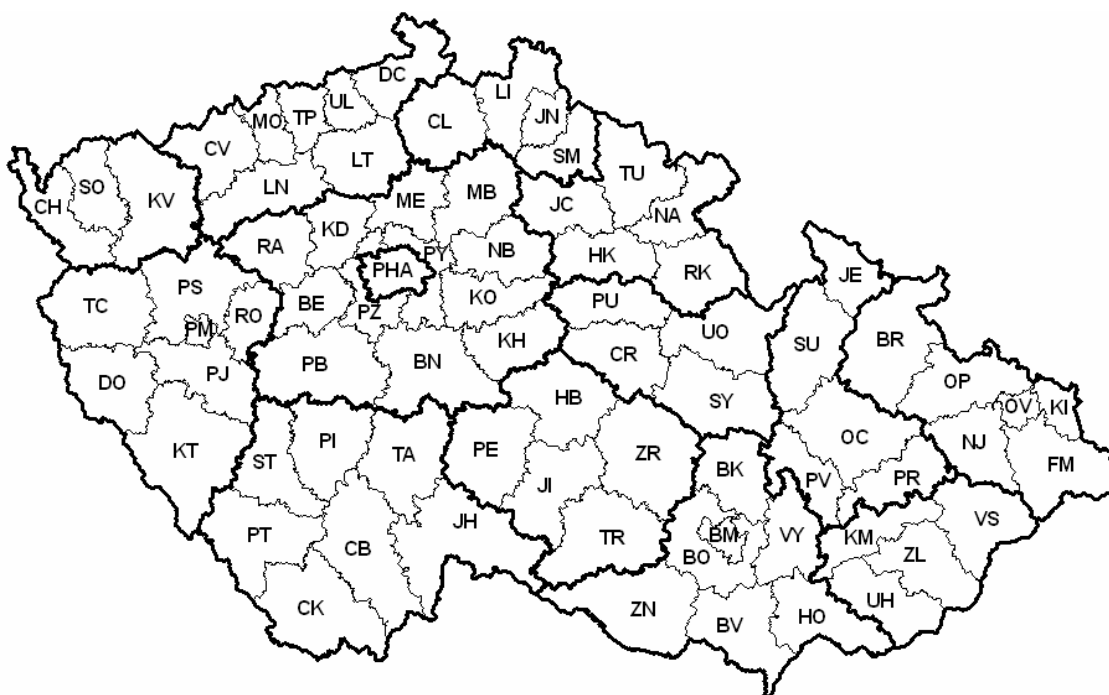 DC
LI
UL
MO
TP
CL
JN
CV
LT
SM
TU
SO
LN
KV
CH
ME
MB
JC
NA
KD
RA
PY
NB
HK
RK
PHA
JE
PS
KO
TC
BE
PZ
PU
RO
PM
UO
BR
KH
CR
SU
PB
BN
DO
PJ
OP
SY
HB
OV
KI
PI
OC
NJ
KT
ST
TA
PE
ZR
FM
BK
PV
PR
JI
VS
JH
PT
CB
TR
BM
VY
KM
BO
ZL
CK
ZN
UH
BV
HO